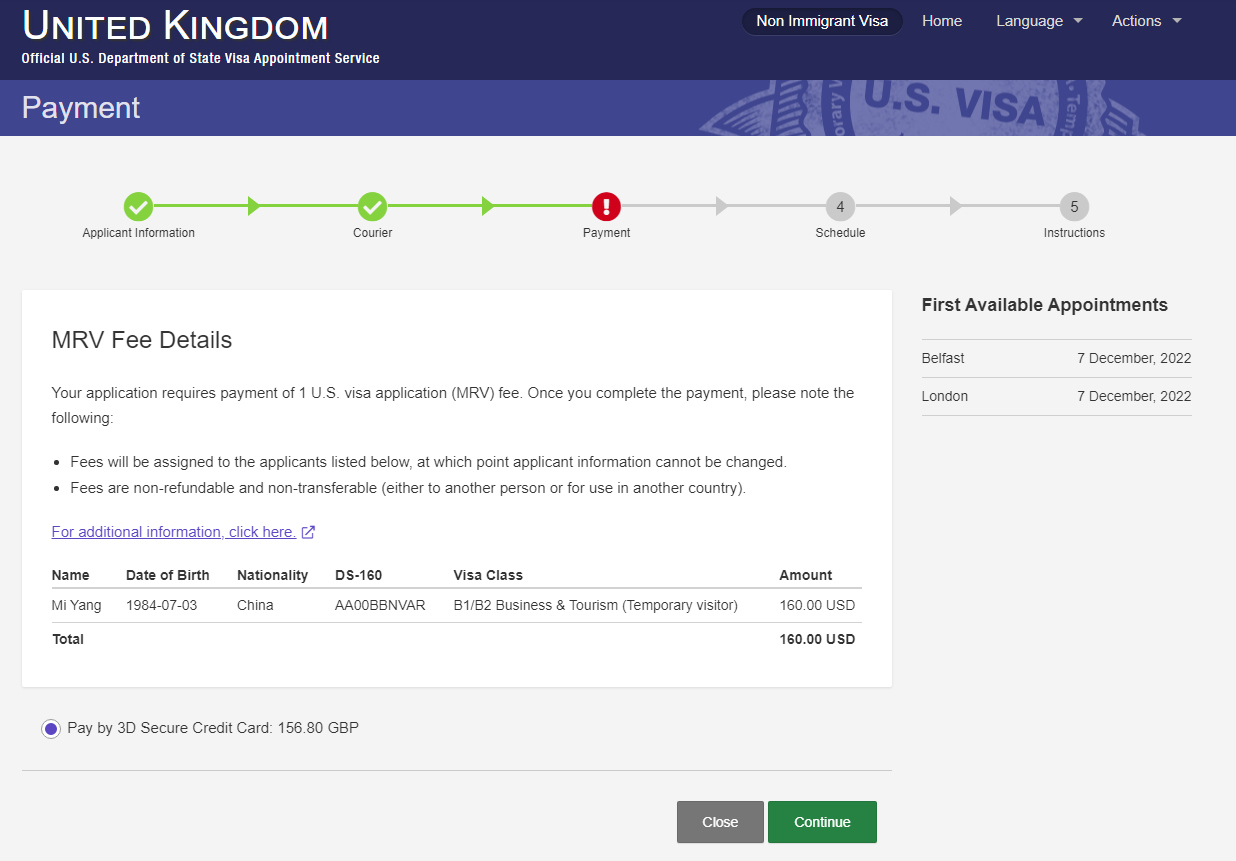 United Kingdom
Official U.S. Department of State Visa Appointment Service
Non Immigrant Visa Home Language Actions
Payment
U.S. VISA
Applicant Information
Courier
Payment
4
Schedule
5
Instructions
MRV Fee Details
Your application requires payment of 1 U.S. visa application (MRV) fee. Once you complete the payment, please note the
following:
• Fees will be assigned to the applicants listed below, at which point applicant information cannot be changed.
• Fees are non-refundable and non-transferable (either to another person or for use in another country).
For additional information, click here.
Name Date of Birth Nationality DS-160 Visa Class Amount
Mi Yang 1984-07-03 China AA00BBNVAR B1/B2 Business & Tourism (Temporary visitor) 160.00 USD
Total 160.00 USD
First Available Appointments
Belfast 7 December, 2022
London 7 December, 2022
Pay by 3D Secure Credit Card: 156.80 GBP
Close Continue